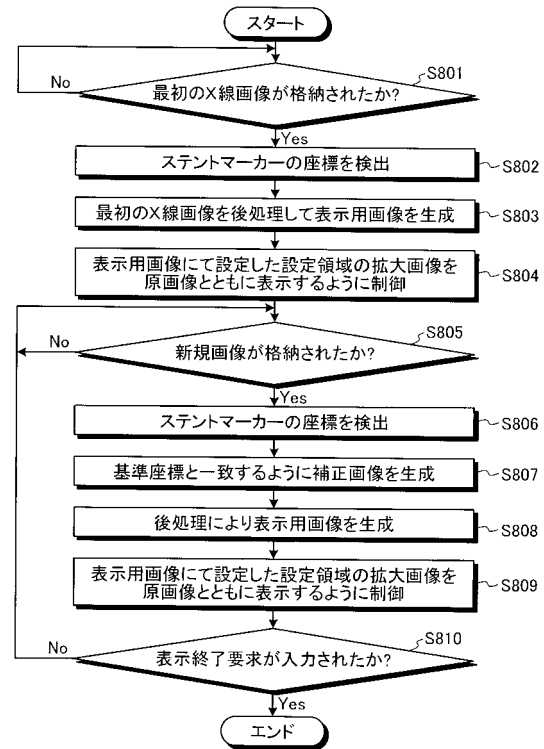 スタート
S801
No
最初のX線画像が格納されたか?
Yes
ステントマーカーの座標を検出
S802
最初のX線画像を後処理して表示用画像を生成
S803
表示用画像にて設定した設定領域の拡大画像を
原画像とともに表示するように制御
S804
S805
No
新規画像が格納されたか?
Yes
ステントマーカーの座標を検出
S806
基準座標と一致するように補正画像を生成
S807
後処理により表示用画像を生成
S808
表示用画像にて設定した設定領域の拡大画像を
原画像とともに表示するように制御
S809
S810
No
表示終了要求が入力されたか?
Yes
エンド